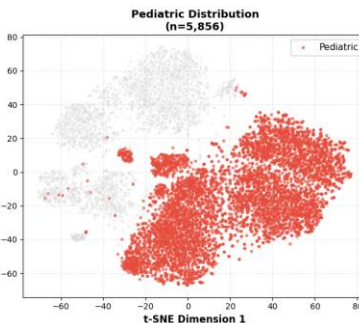 Pediatric Distribution
(n=5,856)
Pediatric
80
60
40
20
0
−20
−40
−60
−60 −40 −20 0 20 40 60 80
t-SNE Dimension 1